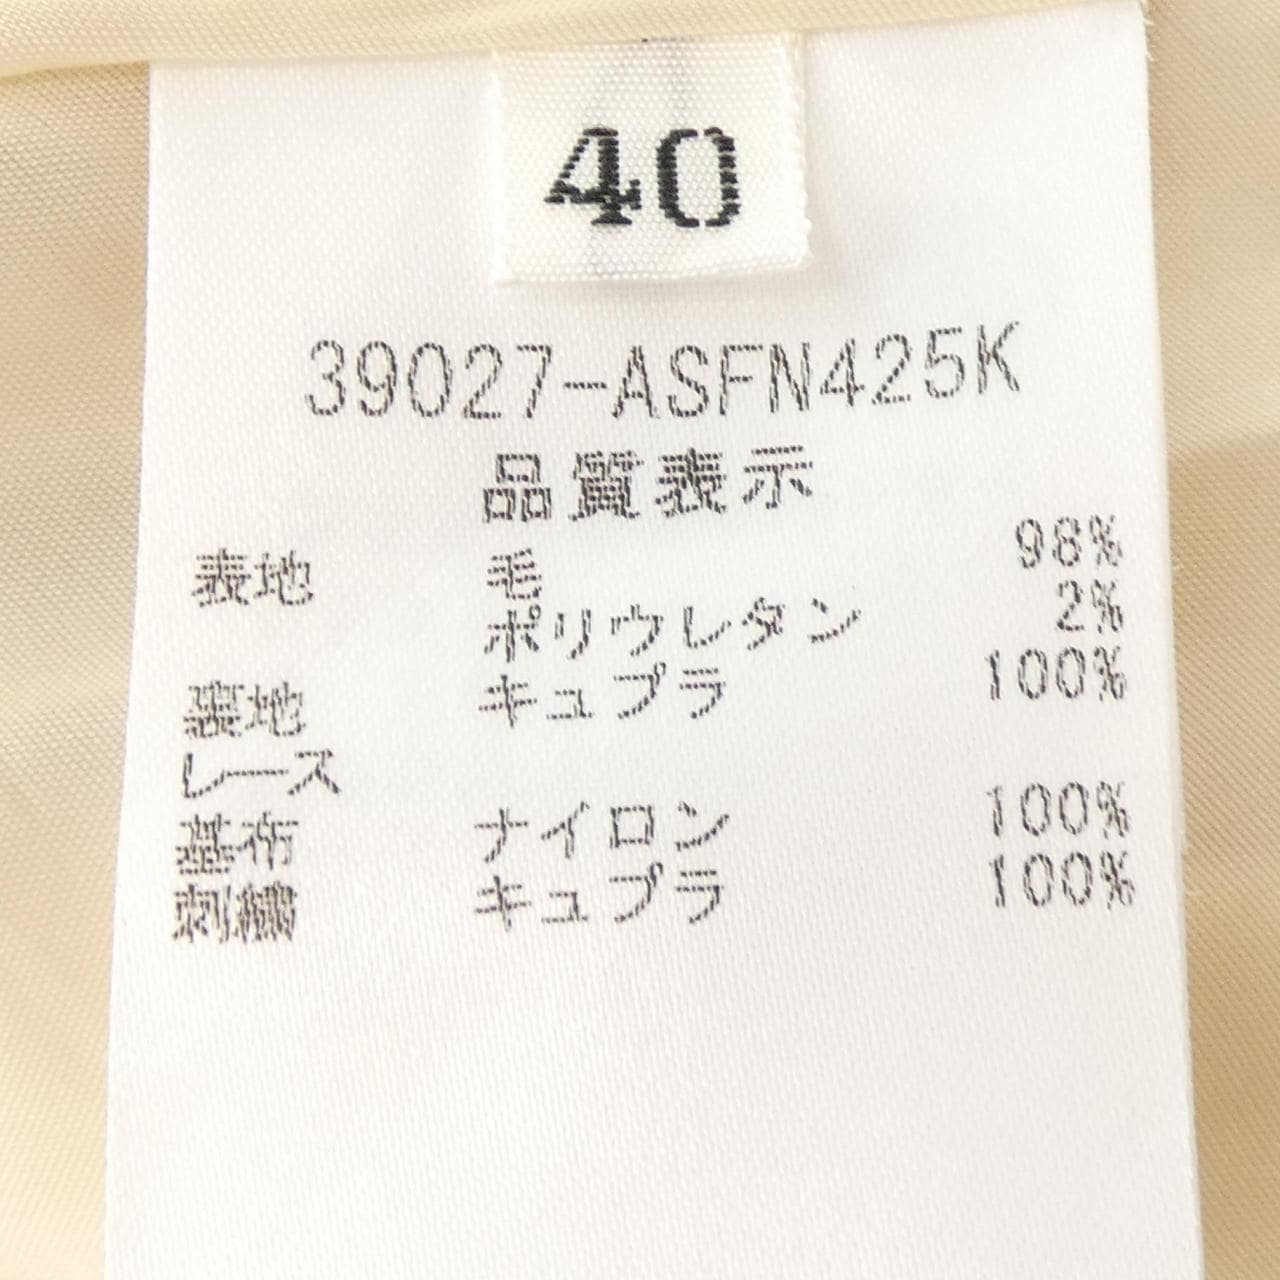 40
39027-ASFN425K
品質表示
表地 毛 98%
ポリウレタン 2%
裏地 キュプラ 100%
レース
基布 ナイロン 100%
刺繍 キュプラ 100%